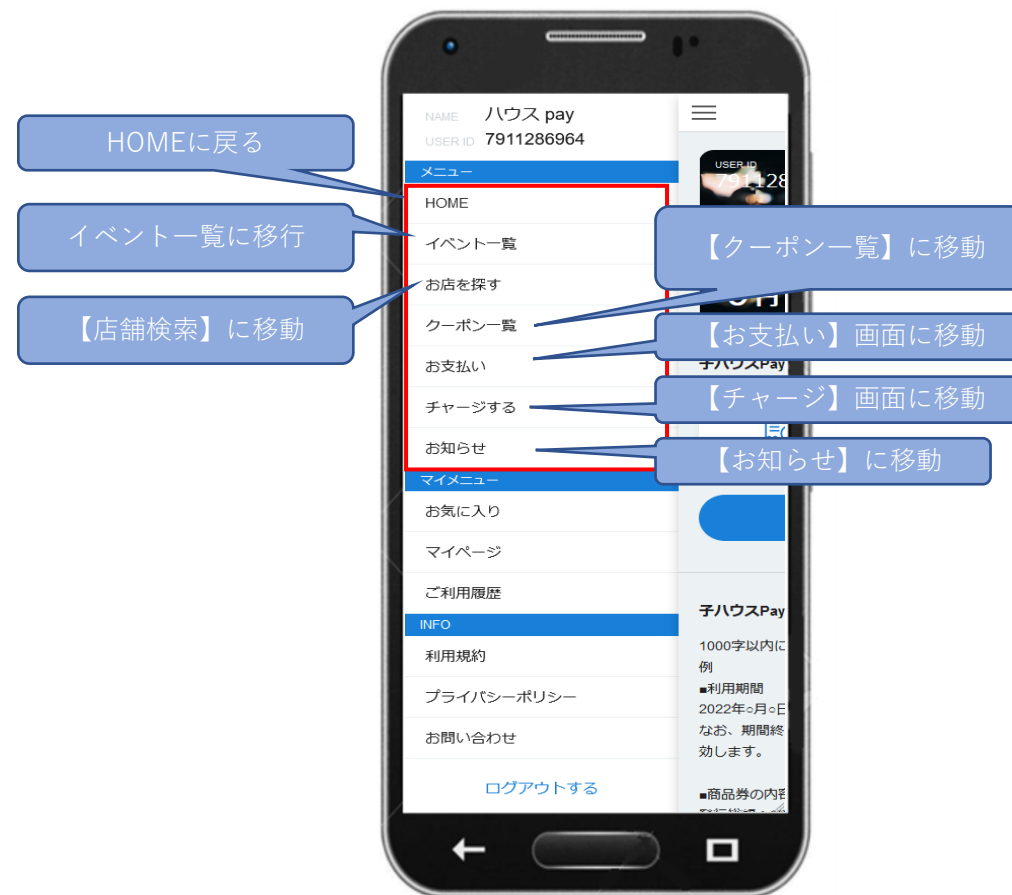 HOMEに戻る
イベント一覧に移行
【店舗検索】に移動
NAME ハウス pay
USER ID 7911286964
メニュー
HOME
イベント一覧
お店を探す
クーポン一覧
お支払い
チャージする
お知らせ
マイメニュー
お気に入り
マイページ
ご利用履歴
INFO
利用規約
プライバシーポリシー
お問い合わせ
ログアウトする
USER ID
791128
【クーポン一覧】に移動
【お支払い】画面に移動
子ハウスPay
【チャージ】画面に移動
【お知らせ】に移動
子ハウスPay
1000字以内に
例
■利用期間
2022年○月○日
なお、期間終
効します。
■商品券の内容